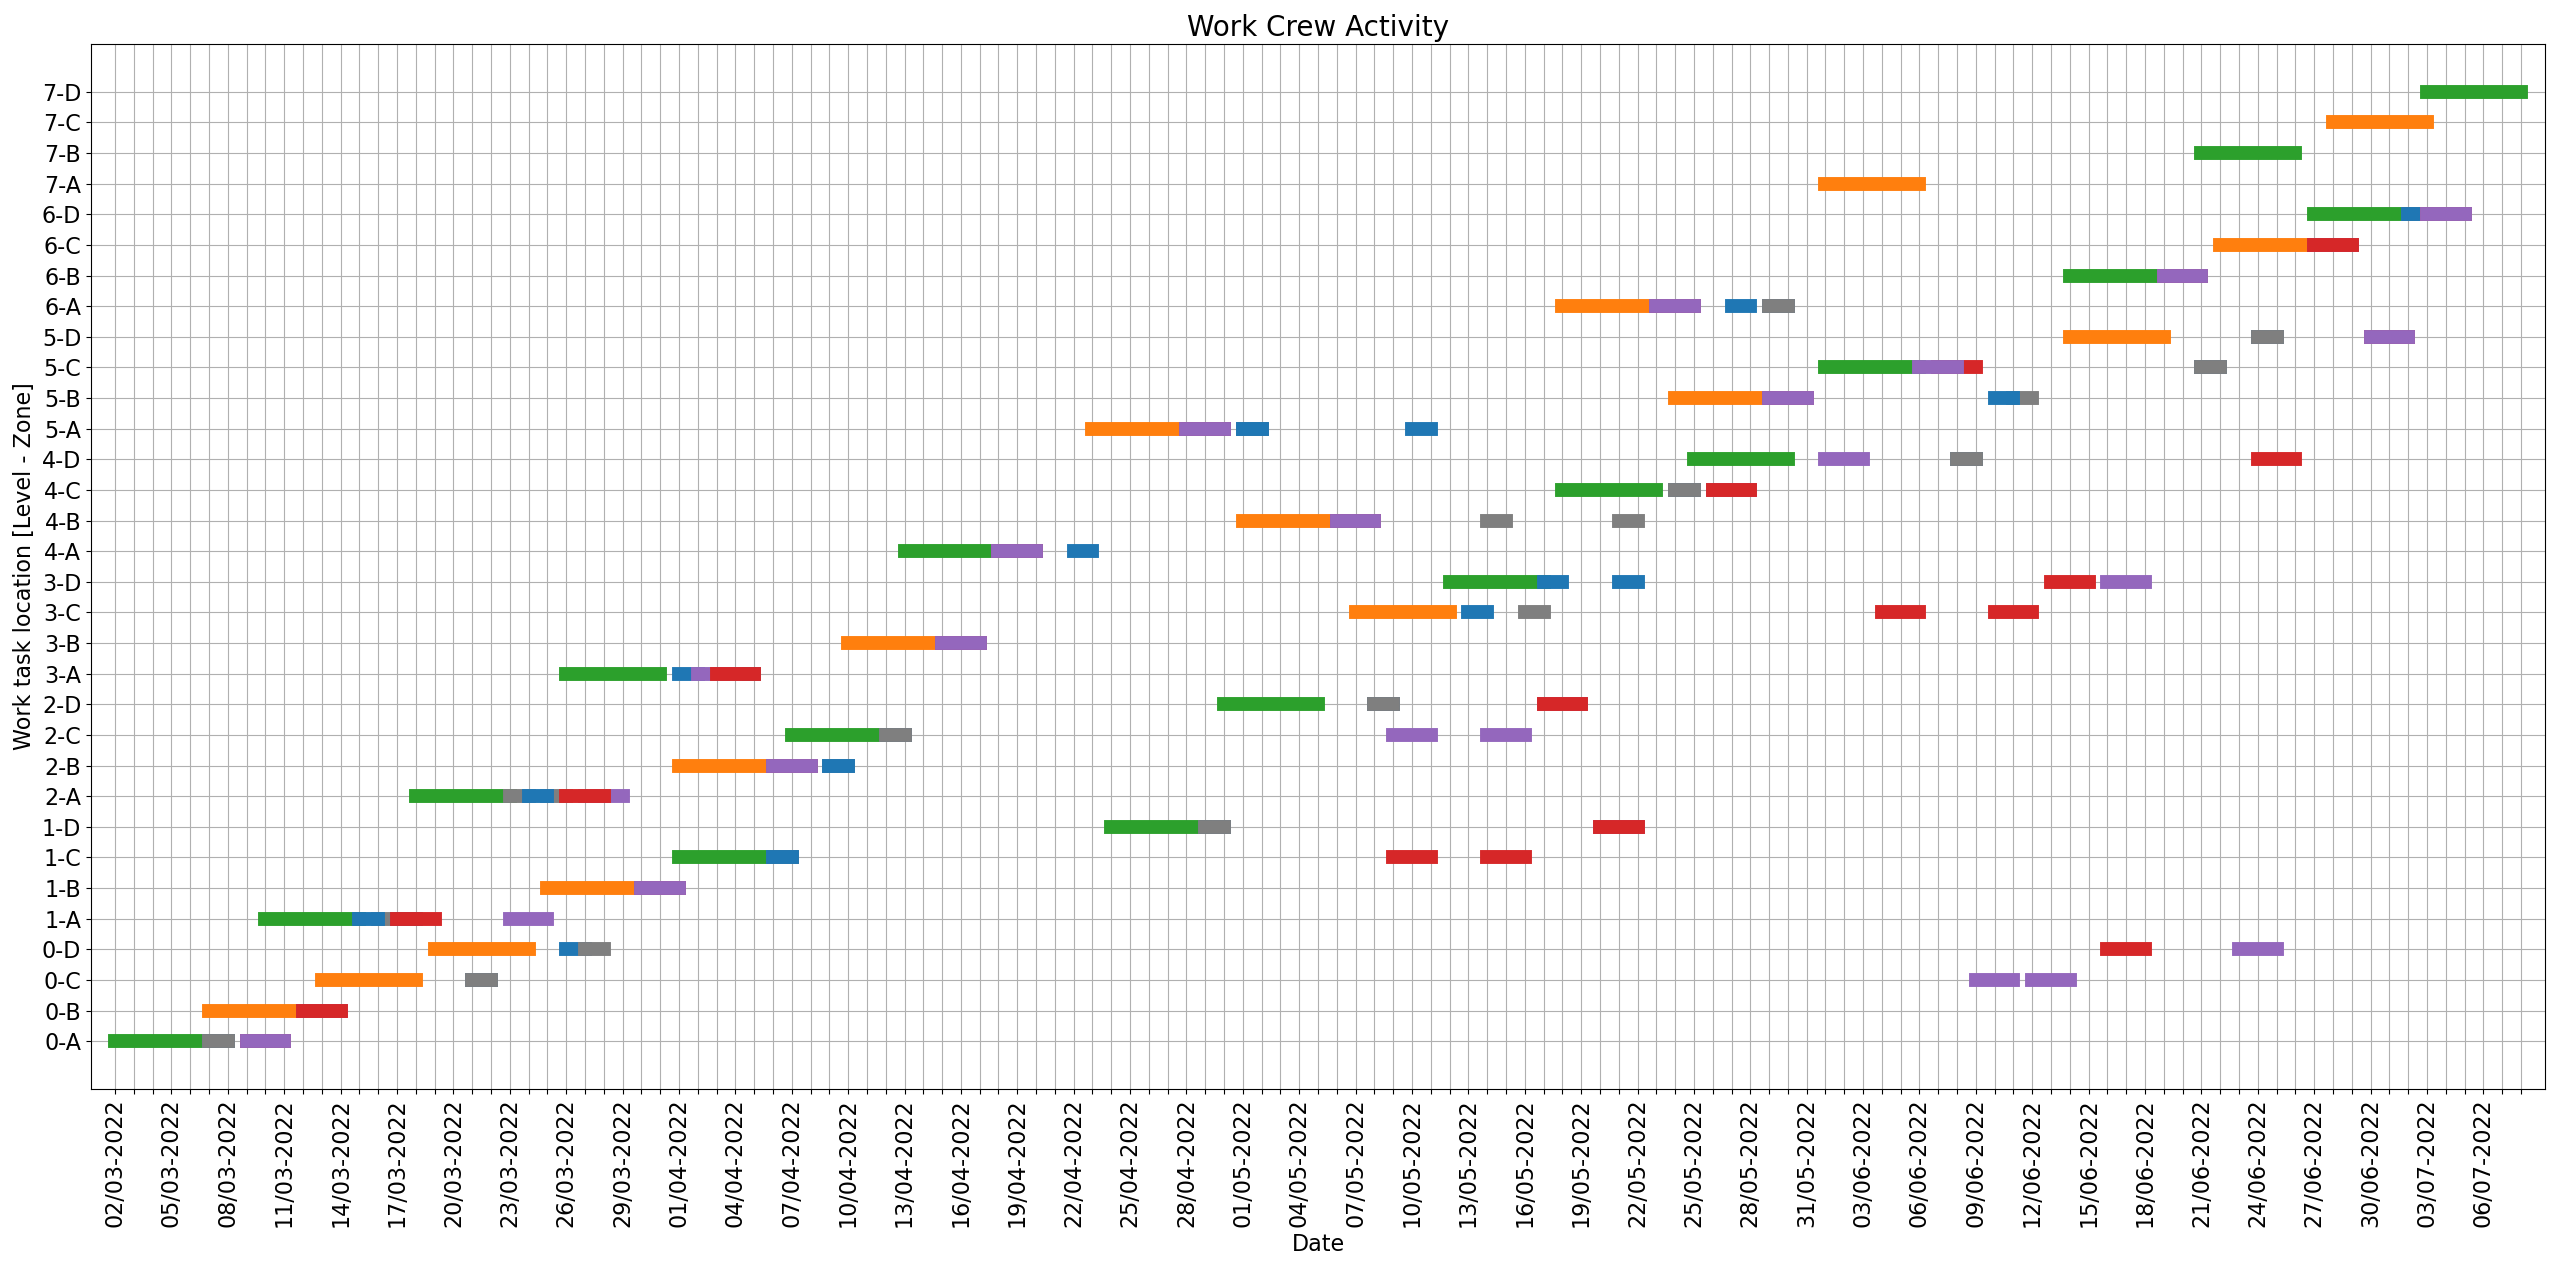 Work Crew Activity
Work task location [Level - Zone]
7-D
7-C
7-B
7-A
6-D
6-C
6-B
6-A
5-D
5-C
5-B
5-A
4-D
4-C
4-B
4-A
3-D
3-C
3-B
3-A
2-D
2-C
2-B
2-A
1-D
1-C
1-B
1-A
0-D
0-C
0-B
0-A
02/03-2022
05/03-2022
08/03-2022
11/03-2022
14/03-2022
17/03-2022
20/03-2022
23/03-2022
26/03-2022
29/03-2022
01/04-2022
04/04-2022
07/04-2022
10/04-2022
13/04-2022
16/04-2022
19/04-2022
22/04-2022
25/04-2022
28/04-2022
01/05-2022
04/05-2022
07/05-2022
10/05-2022
13/05-2022
16/05-2022
19/05-2022
22/05-2022
25/05-2022
28/05-2022
31/05-2022
03/06-2022
06/06-2022
09/06-2022
12/06-2022
15/06-2022
18/06-2022
21/06-2022
24/06-2022
27/06-2022
30/06-2022
03/07-2022
06/07-2022
Date